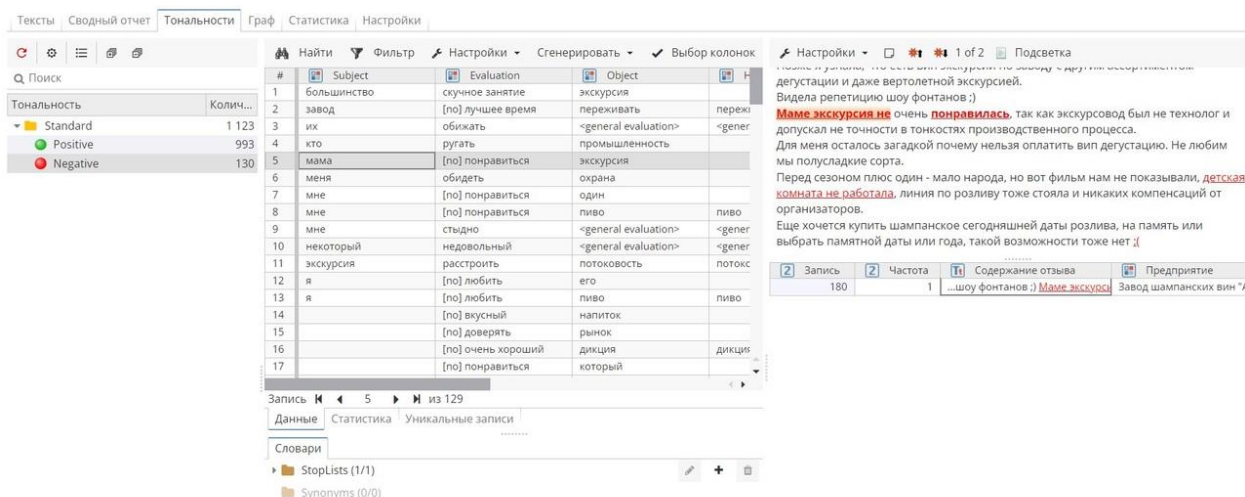 Тексты Сводный отчет Тональности Граф Статистика Настройки
Поиск
Тональность Колич...
Standard 1 123
Positive 993
Negative 130
Найти Фильтр Настройки Сгенерировать Выбор колонок
# Subject Evaluation Object Н
1 большинство скучное занятие экскурсия
2 завод [no] лучшее время переживать
3 их обижать <general evaluation> <gener
4 кто ругать промышленность
5 мама [no] понравиться экскурсия
6 меня обидеть охрана
7 мне [no] понравиться один
8 мне [no] понравиться пиво пиво
9 мне стыдно <general evaluation> <gener
10 некоторый недовольный <general evaluation> <gener
11 экскурсия расстроить потоковость потокс
12 я [no] любить его
13 я [no] любить пиво пиво
14 [no] вкусный напиток
15 [no] доверять рынок
16 [no] очень хороший дикция дикция
17 [no] понравиться который
Запись 5 из 129
Данные Статистика Уникальные записи
Словари
StopLists (1/1)
Synonyms (0/0)
Настройки 1 of 2 Подсветка
дегустации и даже вертолетной экскурсией.
Видела репетицию шоу фонтанов ;)
Маме экскурсия не очень понравилась, так как экскурсовод был не технолог и
допускал не точности в тонкостях производственного процесса.
Для меня осталось загадкой почему нельзя оплатить вип дегустацию. Не любим
мы полусладкие сорта.
Перед сезоном плюс один - мало народа, но вот фильм нам не показывали, детская
комната не работала, линия по розливу тоже стояла и никаких компенсаций от
организаторов.
Еще хочется купить шампанское сегодняшней даты розлива, на память или
выбрать памятной даты или года, такой возможности тоже нет ;(
Запись Частота Содержание отзыва Предприятие
180 1 ...шоу фонтанов ;) Маме экскурси Завод шампанских вин "А